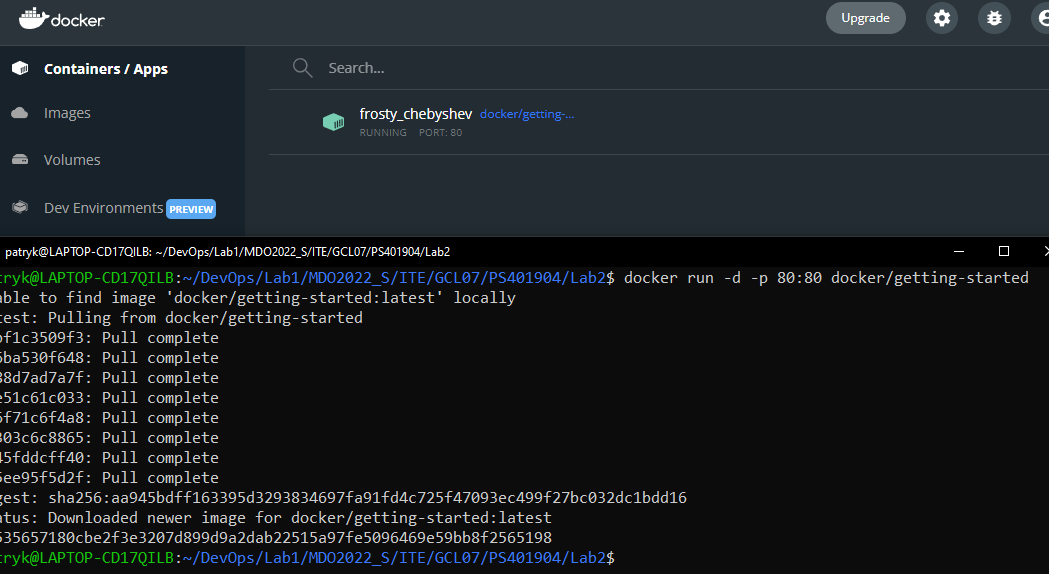 docker
Upgrade
Containers / Apps
Search...
Images
frosty_chebyshev docker/getting-...
RUNNING PORT: 80
Volumes
Dev Environments PREVIEW
patryk@LAPTOP-CD17QILB: ~/DevOps/Lab1/MDO2022_S/ITE/GCL07/PS401904/Lab2
tryk@LAPTOP-CD17QILB:~/DevOps/Lab1/MDO2022_S/ITE/GCL07/PS401904/Lab2$ docker run -d -p 80:80 docker/getting-started
able to find image 'docker/getting-started:latest' locally
test: Pulling from docker/getting-started
bf1c3509f3: Pull complete
6ba530f648: Pull complete
88d7ad7a7f: Pull complete
e51c61c033: Pull complete
6f71c6f4a8: Pull complete
303c6c8865: Pull complete
45fddcff40: Pull complete
5ee95f5d2f: Pull complete
gest: sha256:aa945bdff163395d3293834697fa91fd4c725f47093ec499f27bc032dc1bdd16
atus: Downloaded newer image for docker/getting-started:latest
535657180cbe2f3e3207d899d9a2dab22515a97fe5096469e59bb8f2565198
tryk@LAPTOP-CD17QILB:~/DevOps/Lab1/MDO2022_S/ITE/GCL07/PS401904/Lab2$